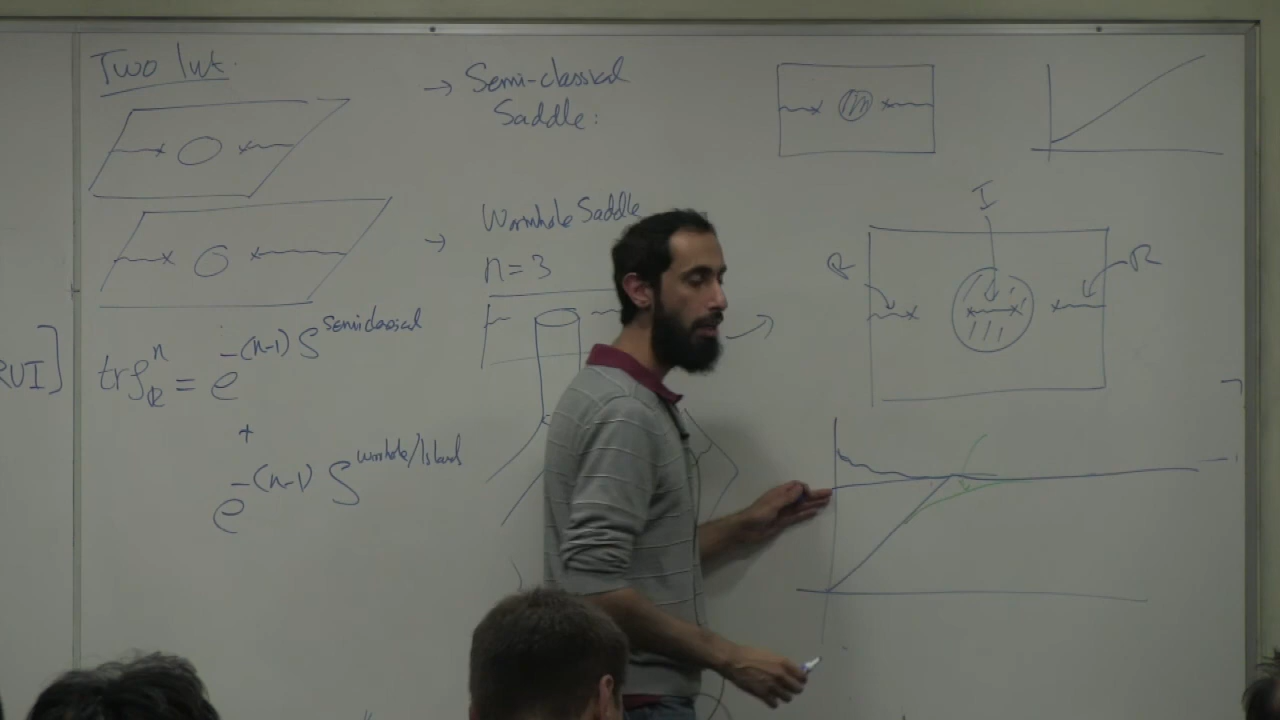 Two Int.
→ Semi-classical
Saddle:
→ Wormhole Saddle
n=3
I
R
R
RUI]
tr ρ_R^n = e^{-(n-1) S^{semiclassical}}
+
e^{-(n-1) S^{wormhole/Island}}